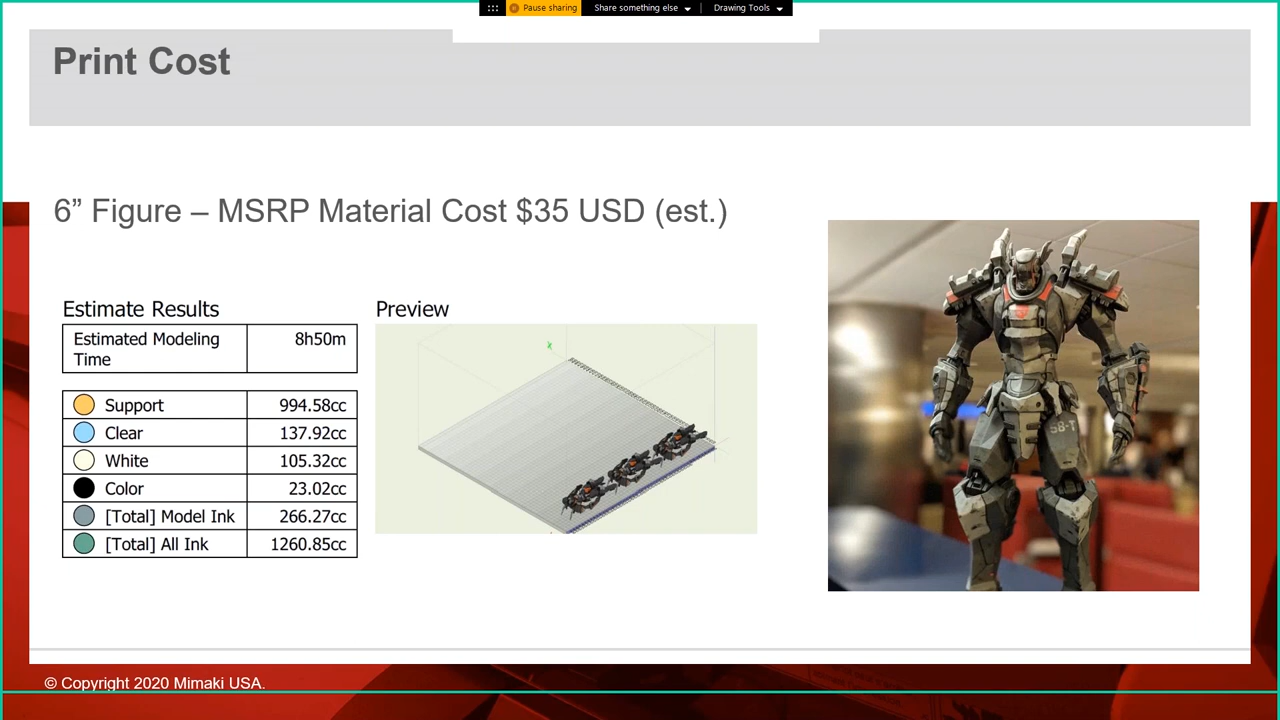 Pause sharing
Share something else
Drawing Tools
Print Cost
6” Figure – MSRP Material Cost $35 USD (est.)
Estimate Results
Estimated Modeling Time 8h50m
Support 994.58cc
Clear 137.92cc
White 105.32cc
Color 23.02cc
[Total] Model Ink 266.27cc
[Total] All Ink 1260.85cc
Preview
X
58-T
© Copyright 2020 Mimaki USA.